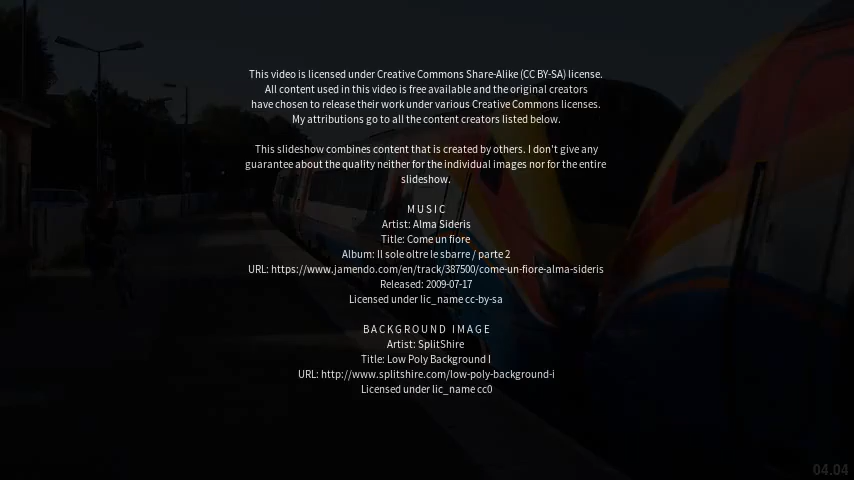 This video is licensed under Creative Commons Share-Alike (CC BY-SA) license.
All content used in this video is free available and the original creators
have chosen to release their work under various Creative Commons licenses.
My attributions go to all the content creators listed below.
This slideshow combines content that is created by others. I don't give any
guarantee about the quality neither for the individual images nor for the entire
slideshow.
MUSIC
Artist: Alma Sideris
Title: Come un fiore
Album: Il sole oltre le sbarre / parte 2
URL: https://www.jamendo.com/en/track/387500/come-un-fiore-alma-sideris
Released: 2009-07-17
Licensed under lic_name cc-by-sa
BACKGROUND IMAGE
Artist: SplitShire
Title: Low Poly Background I
URL: http://www.splitshire.com/low-poly-background-i
Licensed under lic_name cc0
04.04